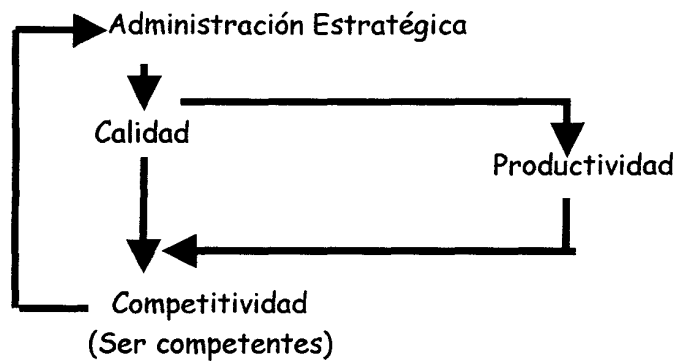 Administración Estratégica
Calidad
Productividad
Competitividad
(Ser competentes)